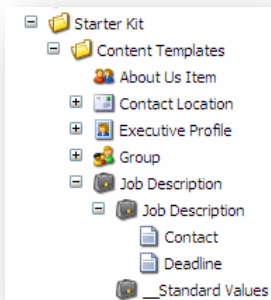 Starter Kit
Content Templates
About Us Item
Contact Location
Executive Profile
Group
Job Description
Job Description
Contact
Deadline
__Standard Values